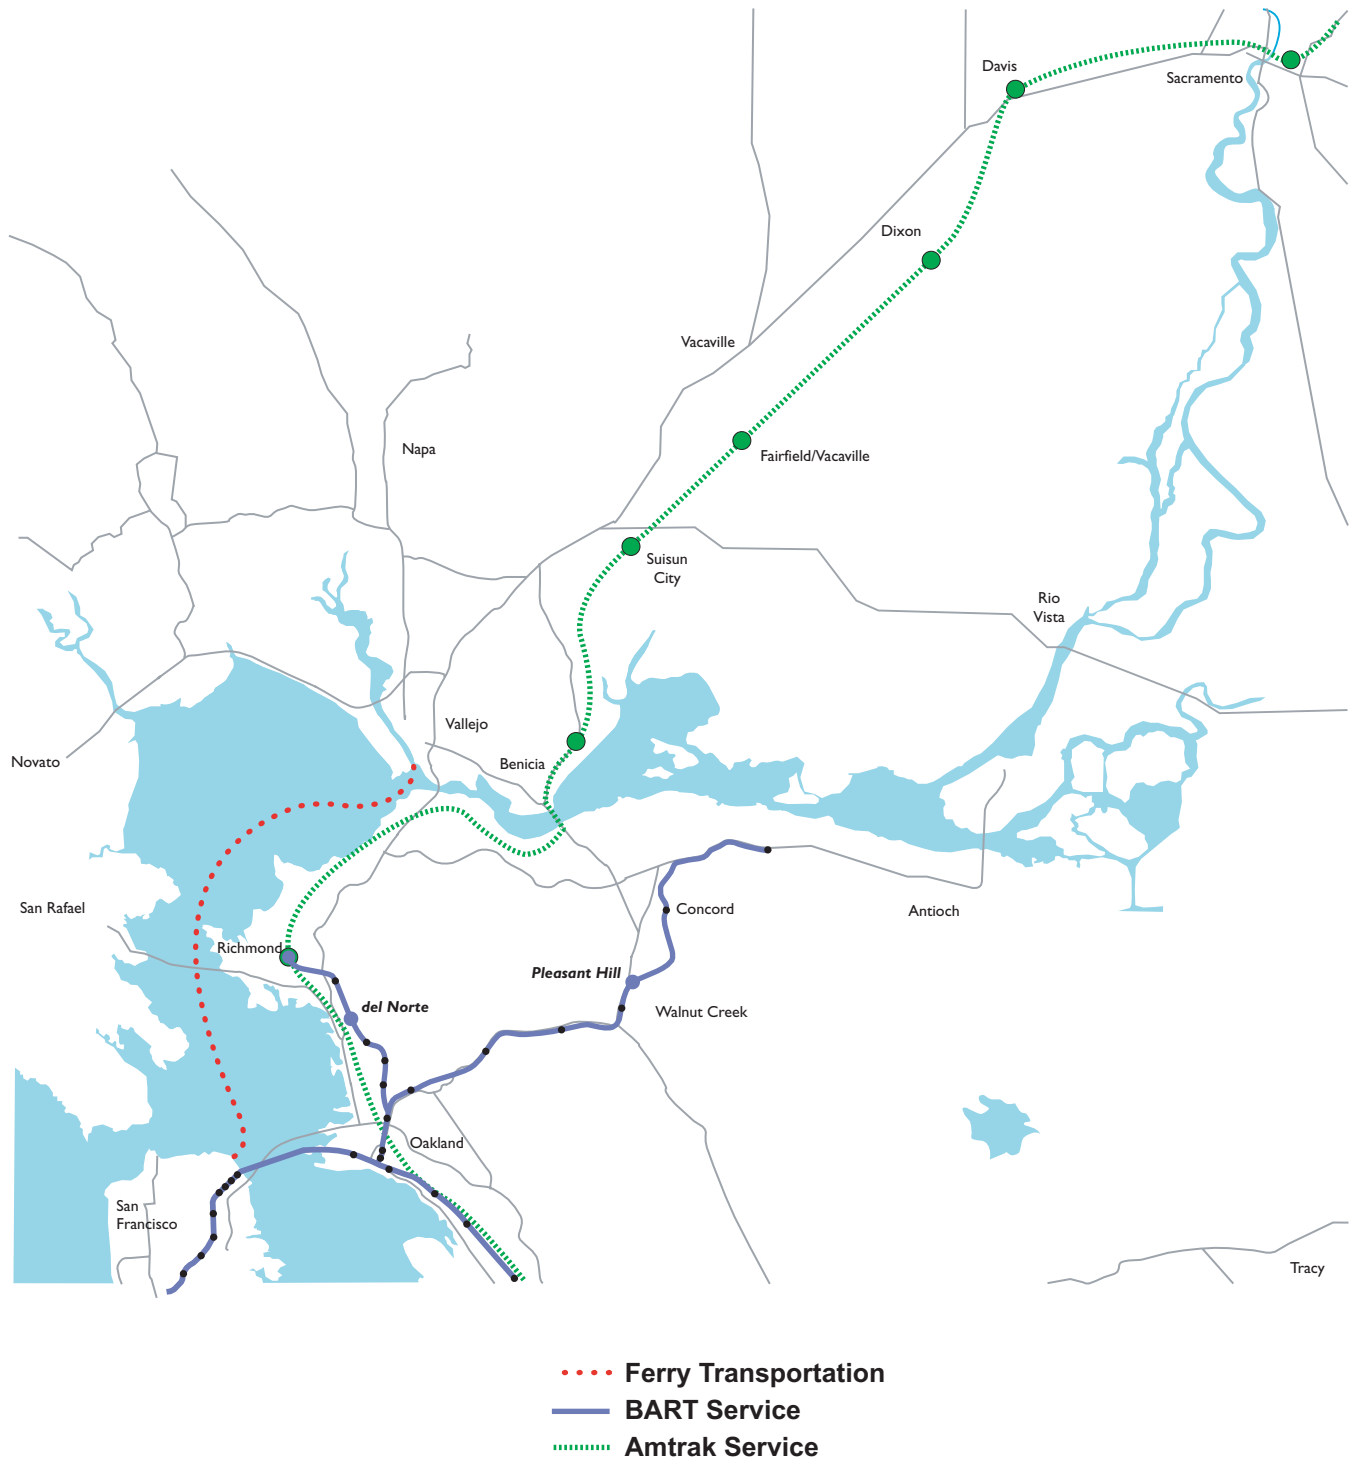 Davis
Sacramento
Dixon
Vacaville
Napa
Fairfield/Vacaville
Suisun
City
Rio
Vista
Vallejo
Novato
Benicia
San Rafael
Concord
Antioch
Richmond
Pleasant Hill
del Norte
Walnut Creek
Oakland
San
Francisco
Tracy
Ferry Transportation
BART Service
Amtrak Service